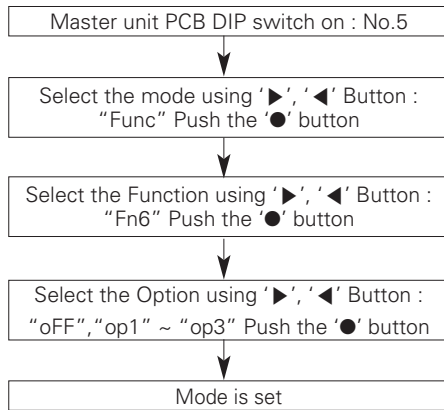 Master unit PCB DIP switch on : No.5
Select the mode using ‘▶’, ‘◀’ Button :
“Func” Push the ‘●’ button
Select the Function using ‘▶’, ‘◀’ Button :
“Fn6” Push the ‘●’ button
Select the Option using ‘▶’, ‘◀’ Button :
“oFF”,“op1” ~ “op3” Push the ‘●’ button
Mode is set